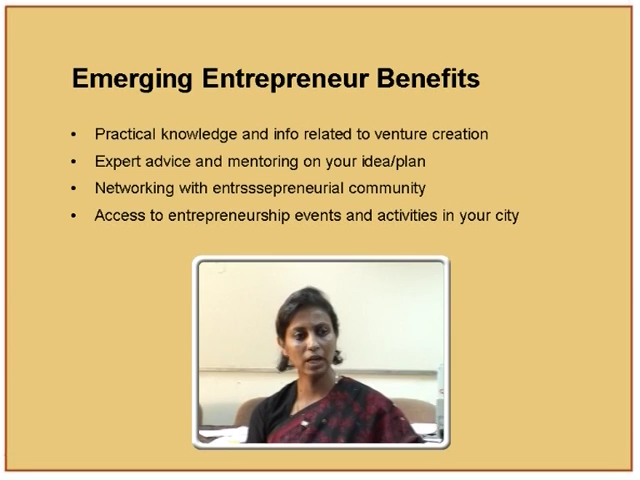 Emerging Entrepreneur Benefits
• Practical knowledge and info related to venture creation
• Expert advice and mentoring on your idea/plan
• Networking with entrsssepreneurial community
• Access to entrepreneurship events and activities in your city